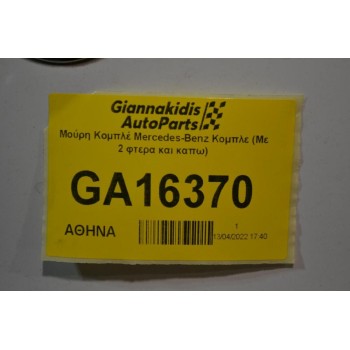 Giannakidis
AutoParts
Μούρη Κομπλέ Mercedes-Benz Κομπλε (Με
2 φτερα και καπω)
GA16370
ΑΘΗΝΑ
1
13/04/2022 17:40